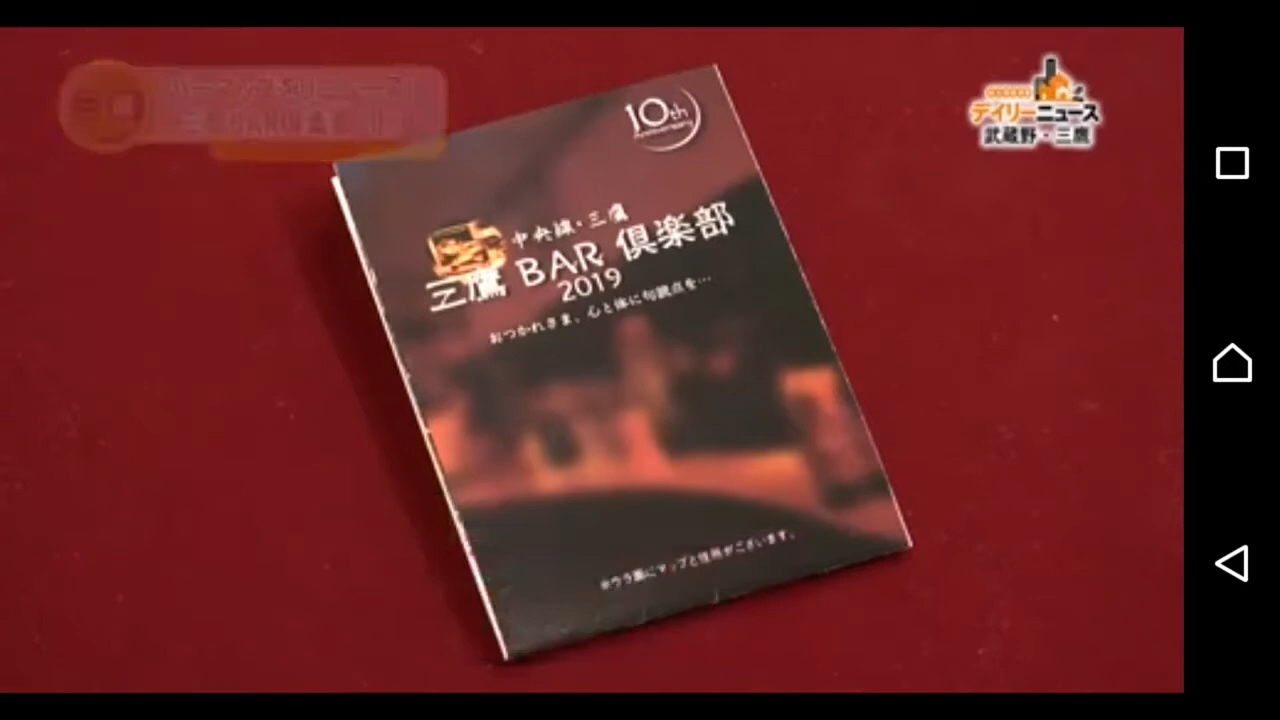 10th
Anniversary
中央線・三鷹
三鷹 BAR 倶楽部
2019
おつかれさま、心と体に句読点を…
※ウラ面にマップと住所がございます。
デイリーニュース
武蔵野・三鷹